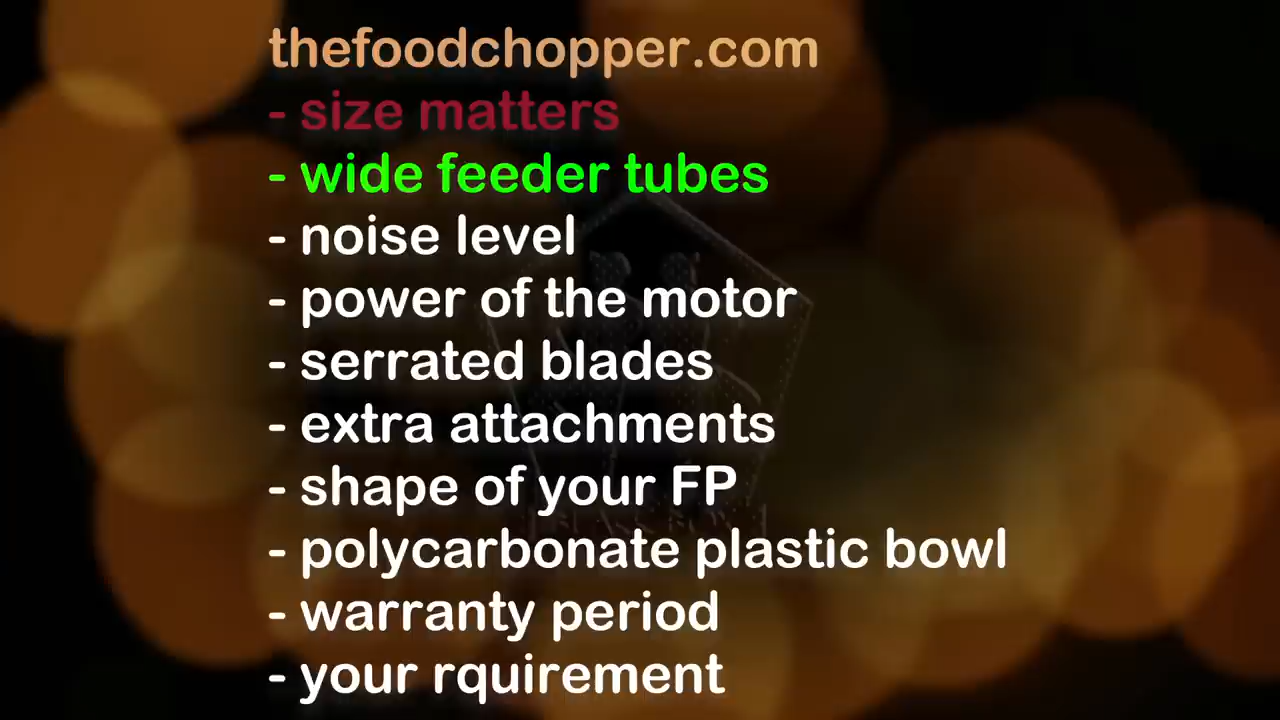 thefoodchopper.com
- size matters
- wide feeder tubes
- noise level
- power of the motor
- serrated blades
- extra attachments
- shape of your FP
- polycarbonate plastic bowl
- warranty period
- your rquirement